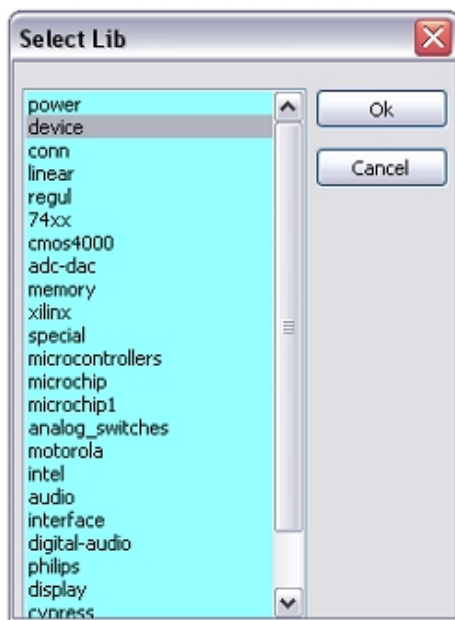 Select Lib
power
device
conn
linear
regul
74xx
cmos4000
adc-dac
memory
xilinx
special
microcontrollers
microchip
microchip1
analog_switches
motorola
intel
audio
interface
digital-audio
philips
display
cypress
Ok
Cancel